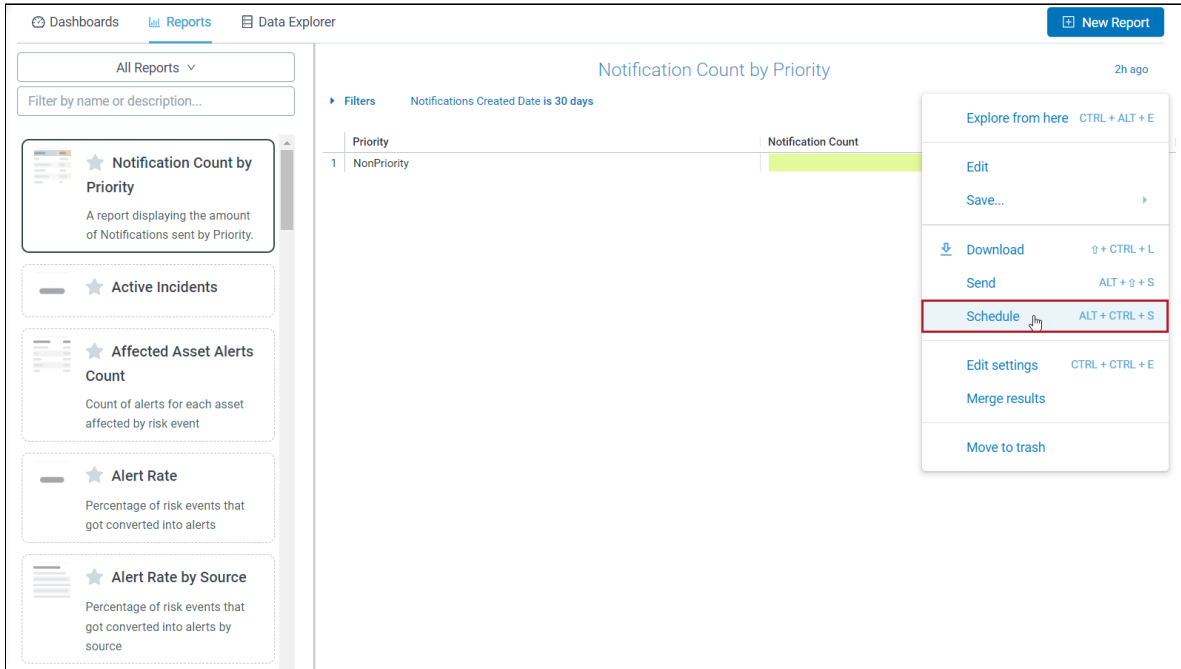 Dashboards Reports Data Explorer New Report
All Reports
Filter by name or description...
Notification Count by
Priority
A report displaying the amount
of Notifications sent by Priority.
Active Incidents
Affected Asset Alerts
Count
Count of alerts for each asset
affected by risk event
Alert Rate
Percentage of risk events that
got converted into alerts
Alert Rate by Source
Percentage of risk events that
got converted into alerts by
source
Notification Count by Priority 2h ago
Filters Notifications Created Date is 30 days
Priority Notification Count
1 NonPriority
Explore from here CTRL + ALT + E
Edit
Save...
Download ⇧ + CTRL + L
Send ALT + ⇧ + S
Schedule ALT + CTRL + S
Edit settings CTRL + CTRL + E
Merge results
Move to trash